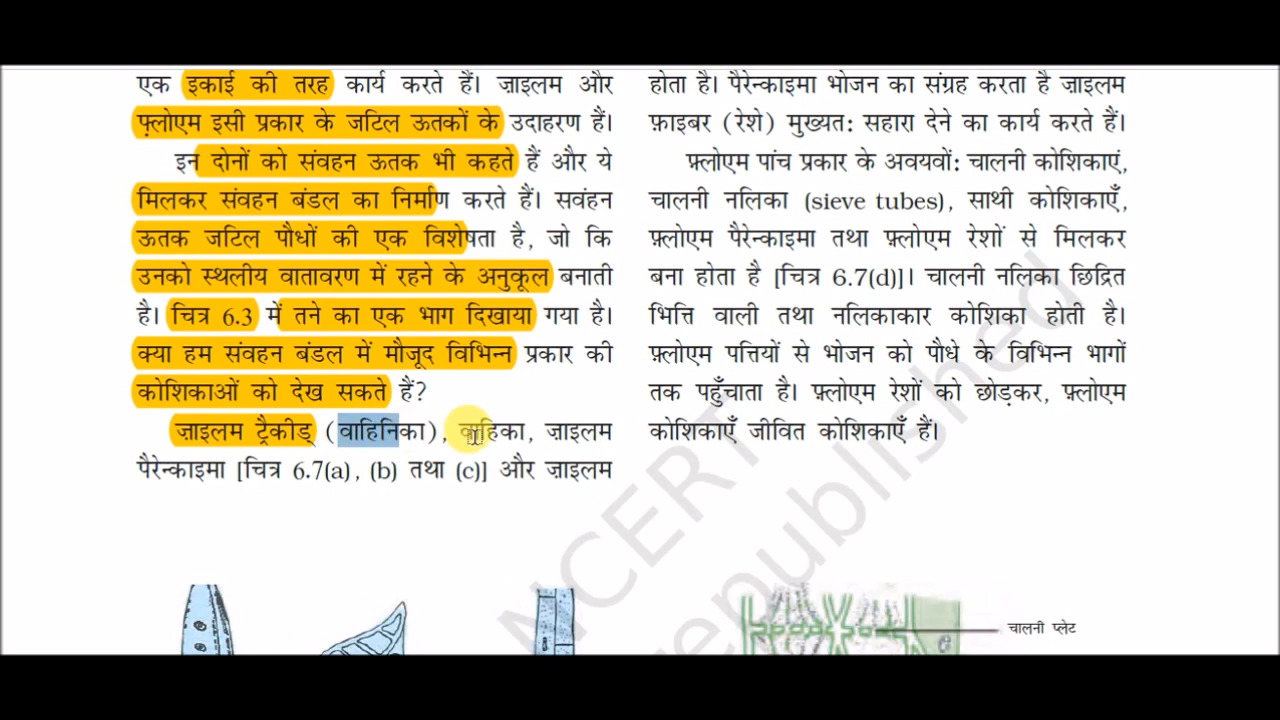 एक इकाई की तरह कार्य करते हैं। ज़ाइलम और
फ़्लोएम इसी प्रकार के जटिल ऊतकों के उदाहरण हैं।
इन दोनों को संवहन ऊतक भी कहते हैं और ये
मिलकर संवहन बंडल का निर्माण करते हैं। सवंहन
ऊतक जटिल पौधों की एक विशेषता है, जो कि
उनको स्थलीय वातावरण में रहने के अनुकूल बनाती
है। चित्र 6.3 में तने का एक भाग दिखाया गया है।
क्या हम संवहन बंडल में मौजूद विभिन्न प्रकार की
कोशिकाओं को देख सकते हैं?
ज़ाइलम ट्रैकीड् (वाहिनिका), वाहिका, ज़ाइलम
पैरेन्काइमा [चित्र 6.7(a), (b) तथा (c)] और ज़ाइलम
होता है। पैरेन्काइमा भोजन का संग्रह करता है ज़ाइलम
फ़ाइबर (रेशे) मुख्यत: सहारा देने का कार्य करते हैं।
फ़्लोएम पांच प्रकार के अवयवों: चालनी कोशिकाएं,
चालनी नलिका (sieve tubes), साथी कोशिकाएँ,
फ़्लोएम पैरेन्काइमा तथा फ़्लोएम रेशों से मिलकर
बना होता है [चित्र 6.7(d)]। चालनी नलिका छिद्रित
भित्ति वाली तथा नलिकाकार कोशिका होती है।
फ़्लोएम पत्तियों से भोजन को पौधे के विभिन्न भागों
तक पहुँचाता है। फ़्लोएम रेशों को छोड़कर, फ़्लोएम
कोशिकाएँ जीवित कोशिकाएँ हैं।
चालनी प्लेट
NCERT
republished